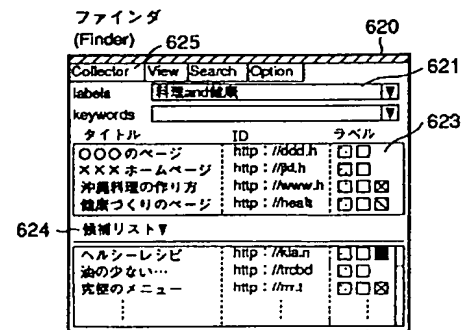 ファインダ
(Finder)
625
620
Collector View Search Option
621
labels 料理and健康
keywords
タイトル ID ラベル
623
○○○のページ http://ddd.h
×××ホームページ http://jkl.h
沖縄料理の作り方 http://www.h
健康づくりのページ http://healt
624 候補リスト▼
ヘルシーレシピ http://kla.n
油の少ない… http://trcbd
究極のメニュー http://rrr.t